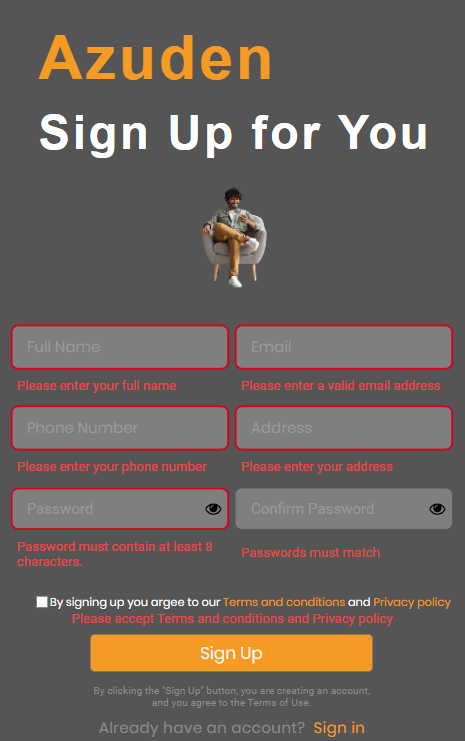 Azuden
Sign Up for You
Full Name
Email
Please enter your full name
Please enter a valid email address
Phone Number
Address
Please enter your phone number
Please enter your address
Password
Confirm Password
Password must contain at least 8
characters.
Passwords must match
By signing up you argee to our Terms and conditions and Privacy policy
Please accept Terms and conditions and Privacy policy
Sign Up
By clicking the "Sign Up" button, you are creating an account,
and you agree to the Terms of Use.
Already have an account? Sign in